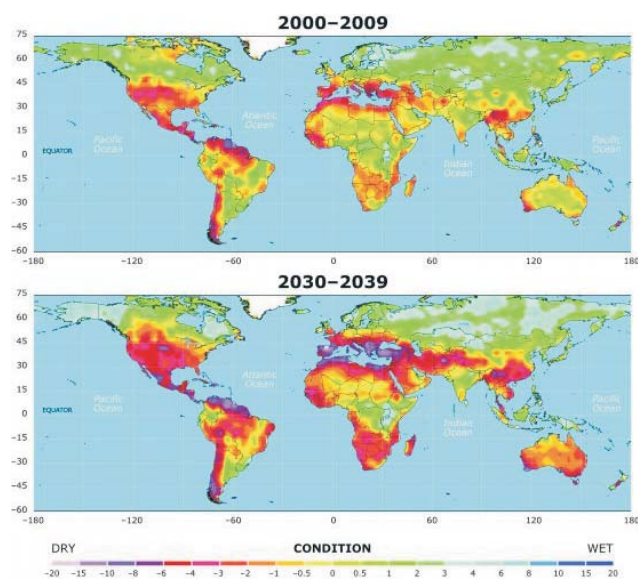 2000–2009
75
60
45
30
15
0
−15
−30
−45
−60
Atlantic
Ocean
Pacific
Ocean
EQUATOR
Indian
Ocean
Pacific
Ocean
−180
−120
−60
0
60
120
180
2030–2039
75
60
45
30
15
0
−15
−30
−45
−60
Atlantic
Ocean
Pacific
Ocean
EQUATOR
Indian
Ocean
Pacific
Ocean
−180
−120
−60
0
60
120
180
DRY CONDITION WET
−20 −15 −10 −8 −6 −4 −3 −2 −1 −0.5 0 0.5 1 2 3 4 6 8 10 15 20